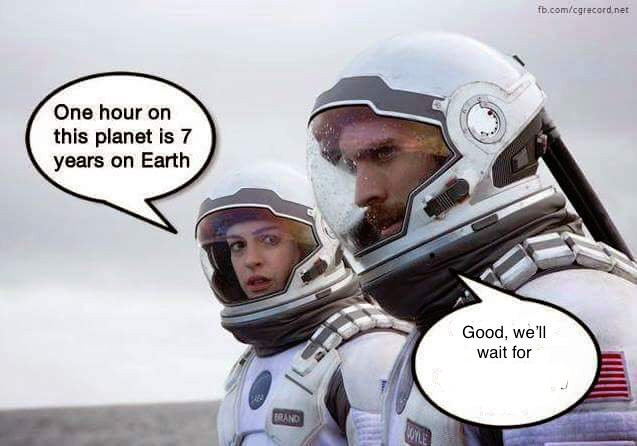 fb.com/cgrecord.net
One hour on
this planet is 7
years on Earth
Good, we'll
wait for
BRAND
DOYLE